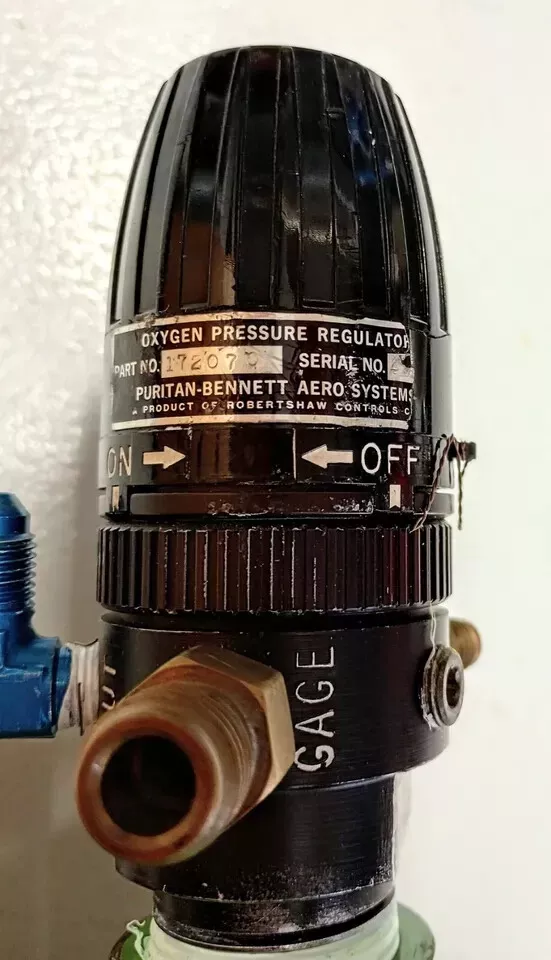 OXYGEN PRESSURE REGULATOR
PART NO. SERIAL NO.
PURITAN-BENNETT AERO SYSTEMS
A PRODUCT OF ROBERTSHAW CONTROLS
ON OFF
GAGE